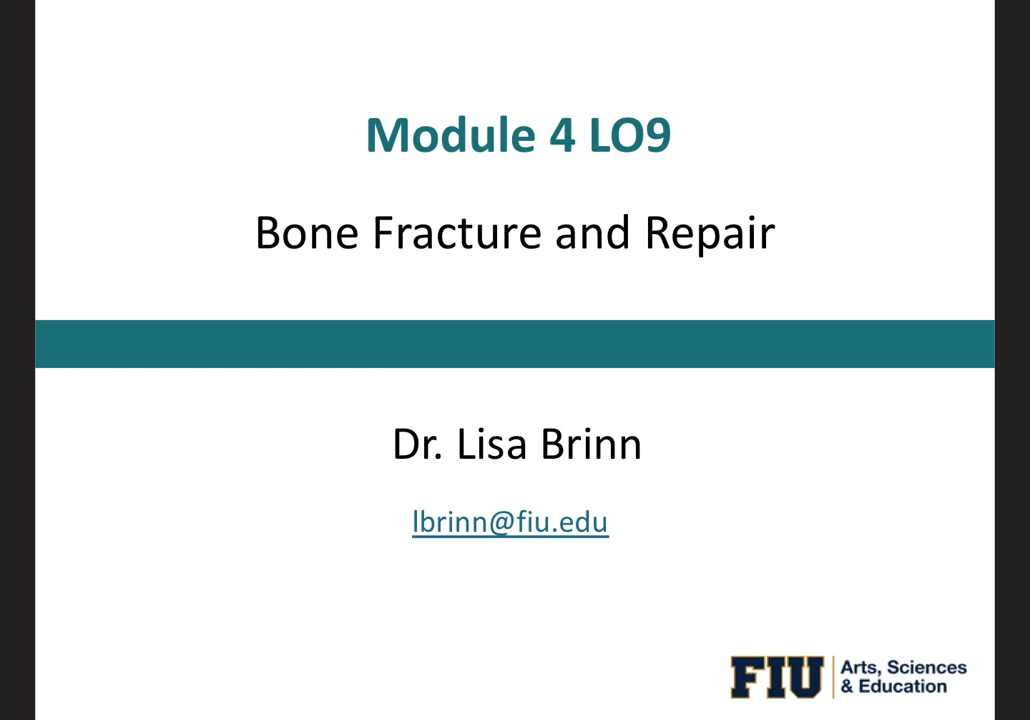 Module 4 LO9
Bone Fracture and Repair
Dr. Lisa Brinn
lbrinn@fiu.edu
FIU
Arts, Sciences
& Education